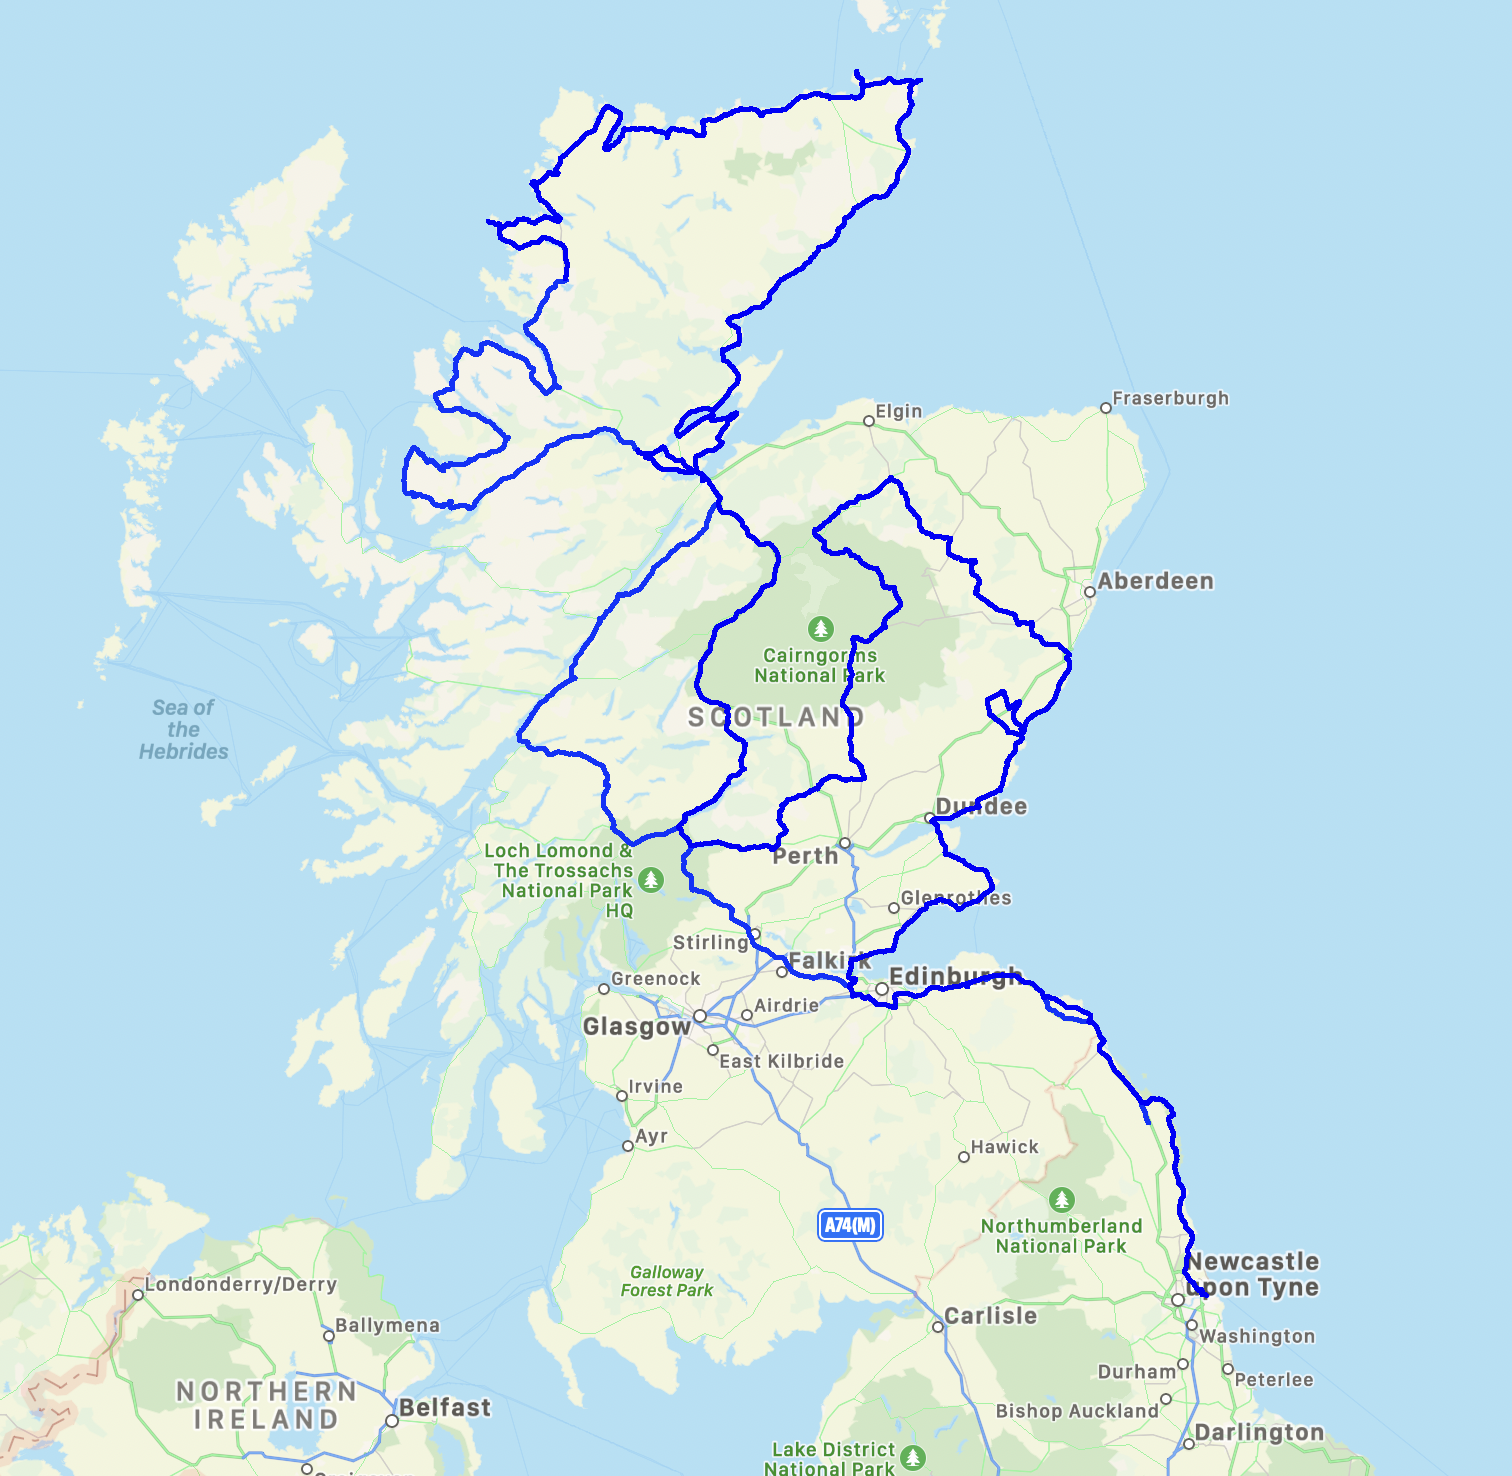 Fraserburgh
Elgin
Aberdeen
Cairngorms
National Park
SCOTLAND
Sea of
the
Hebrides
Dundee
Perth
Loch Lomond &
The Trossachs
National Park
HQ
Glenrothes
Stirling
Falkirk
Edinburgh
Greenock
Airdrie
Glasgow
East Kilbride
Irvine
Ayr
Hawick
A74(M)
Northumberland
National Park
Newcastle
upon Tyne
Galloway
Forest Park
Londonderry/Derry
Carlisle
Ballymena
Washington
Durham
Peterlee
NORTHERN
IRELAND
Belfast
Bishop Auckland
Darlington
Lake District
National Park